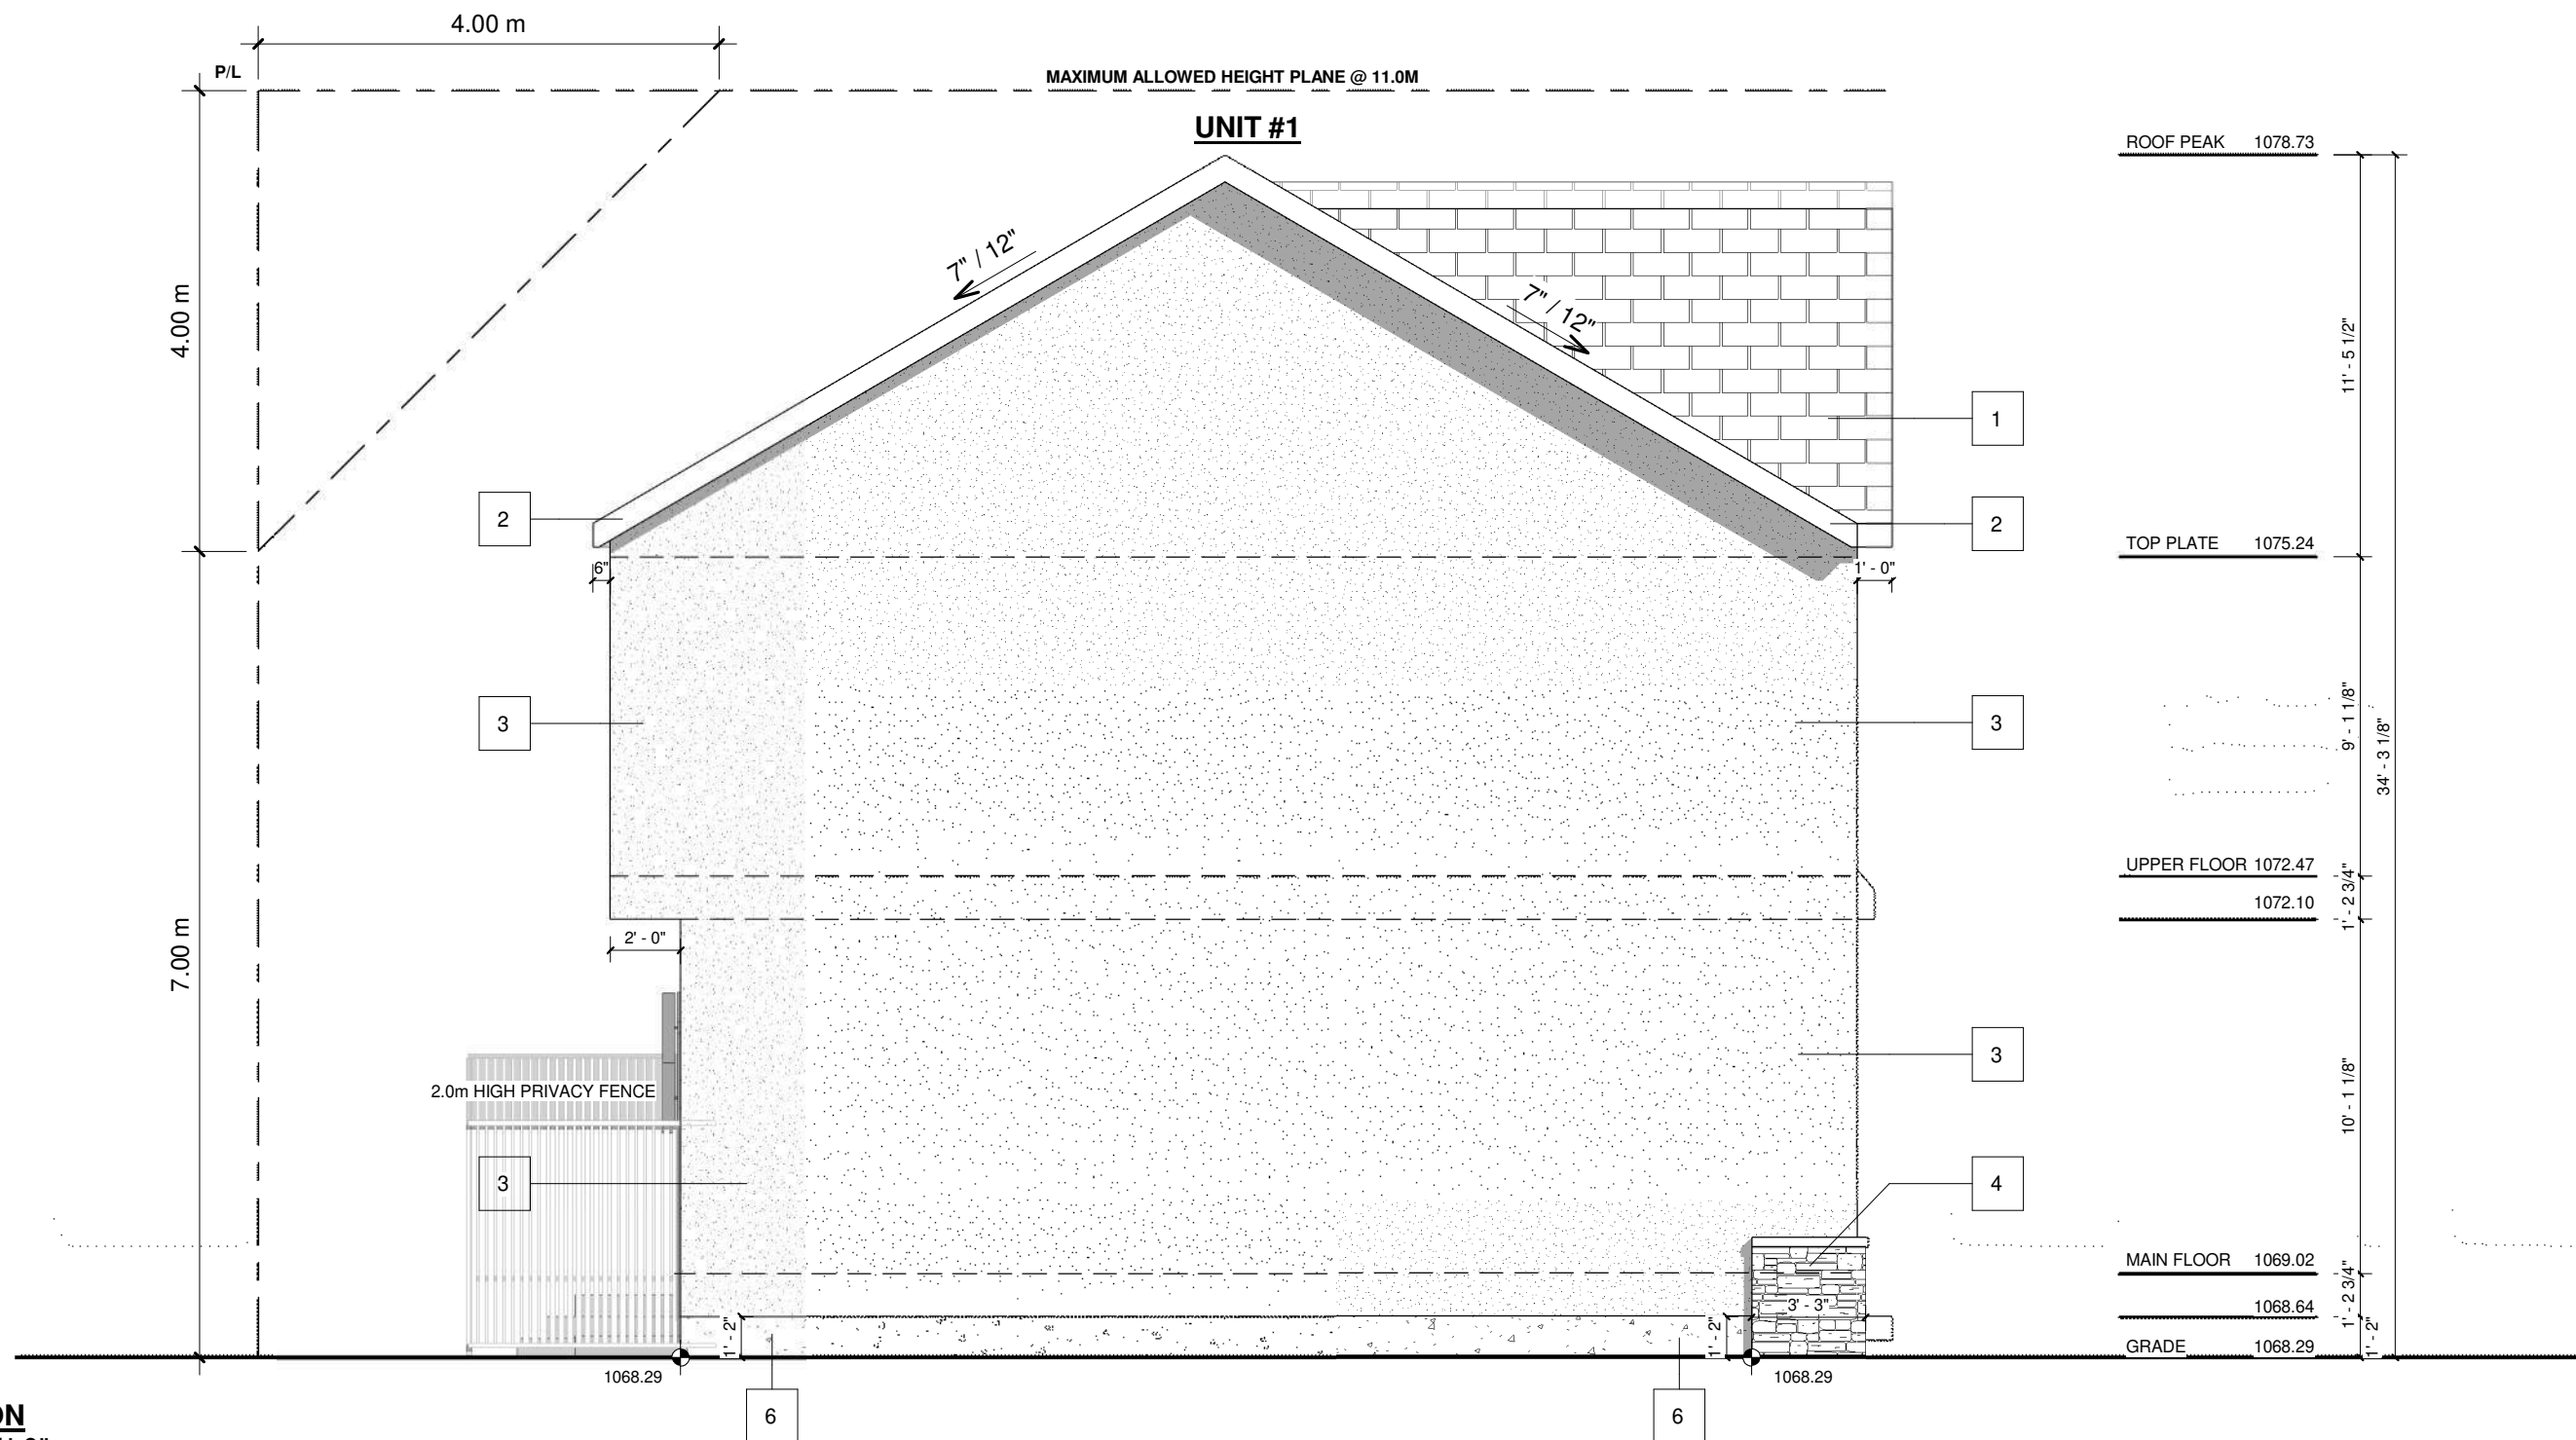 4.00 m
P/L
MAXIMUM ALLOWED HEIGHT PLANE @ 11.0M
UNIT #1
ROOF PEAK 1078.73
7" / 12"
7" / 12"
4.00 m
11' - 5 1/2"
1
2
2
TOP PLATE 1075.24
6"
1' - 0"
3
3
9' - 1 1/8"
34' - 3 1/8"
UPPER FLOOR 1072.47
1' - 2 3/4"
1072.10
2' - 0"
7.00 m
3
2.0m HIGH PRIVACY FENCE
10' - 1 1/8"
3
4
MAIN FLOOR 1069.02
1' - 2 3/4"
3' - 3"
1068.64
1' - 2"
1' - 2"
1' - 2"
GRADE 1068.29
1068.29
1068.29
6
6
ON